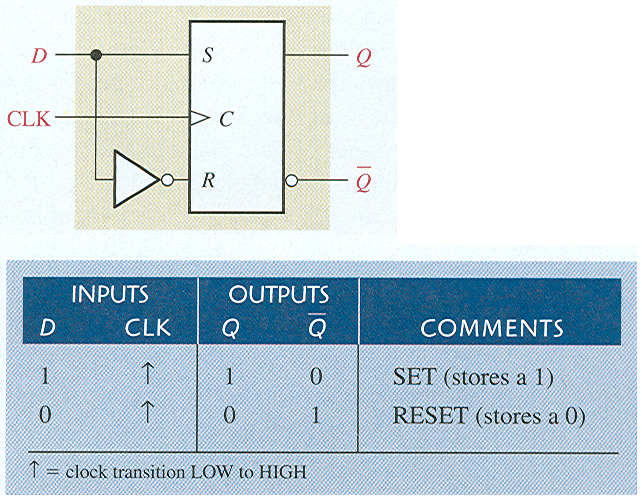 D S Q
CLK C
R Q̅
INPUTS OUTPUTS
D CLK Q Q̅ COMMENTS
1 ↑ 1 0 SET (stores a 1)
0 ↑ 0 1 RESET (stores a 0)
↑ = clock transition LOW to HIGH